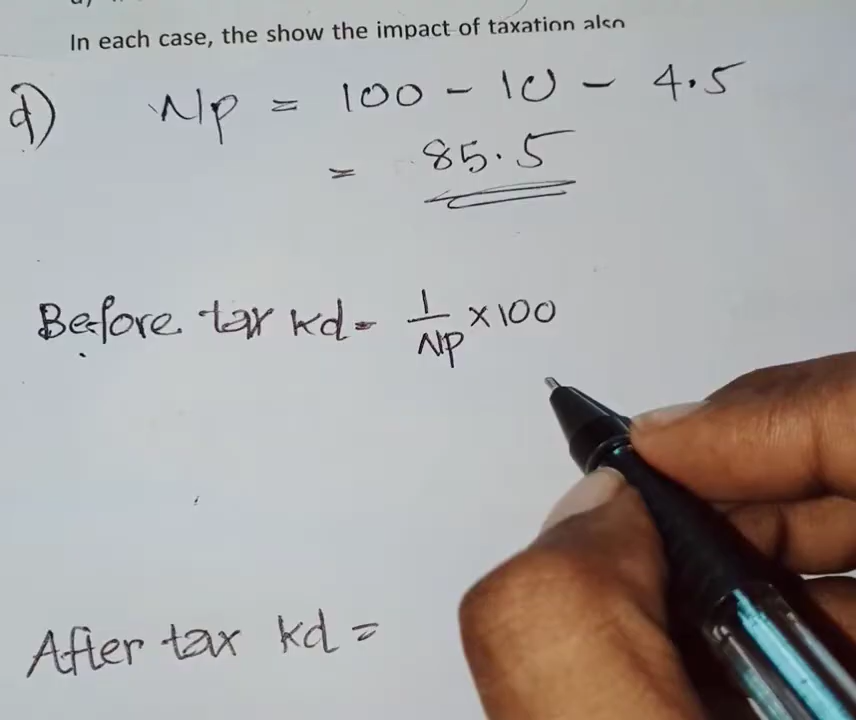 In each case, the show the impact of taxation also
d) Np = 100 - 10 - 4.5
= 85.5
Before tax kd = 1/NP × 100
After tax kd =